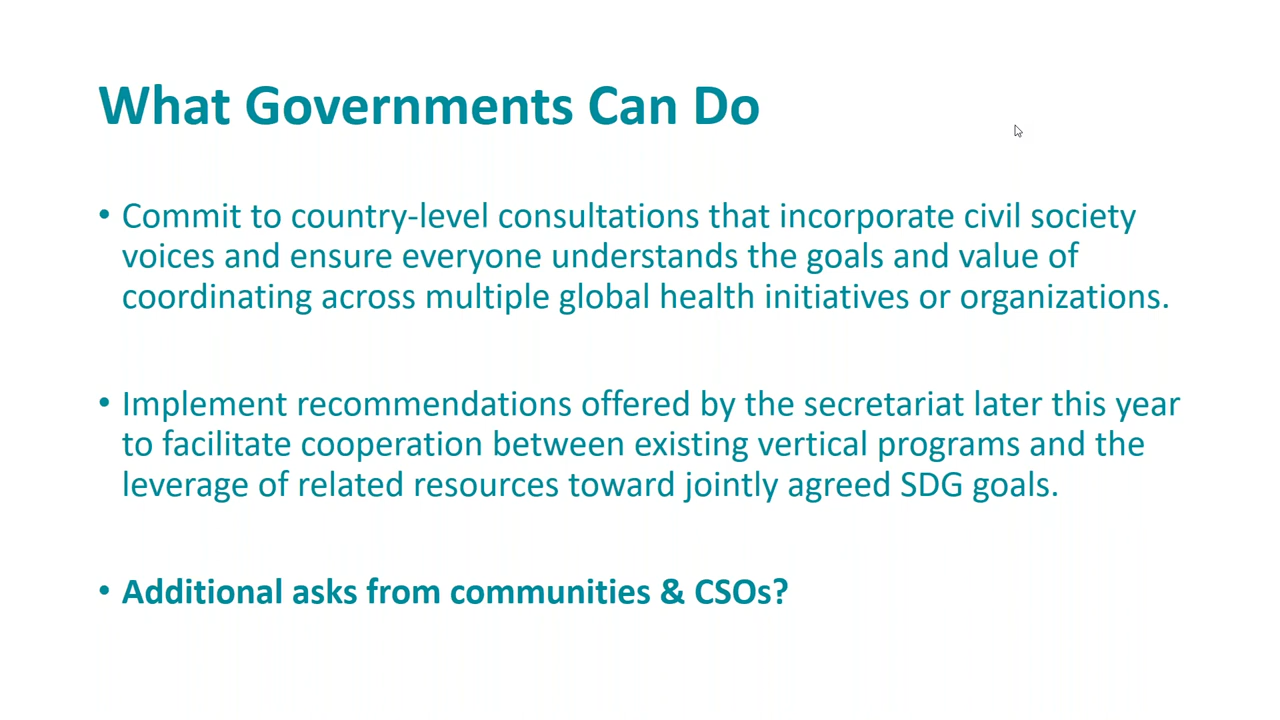 What Governments Can Do
• Commit to country-level consultations that incorporate civil society
voices and ensure everyone understands the goals and value of
coordinating across multiple global health initiatives or organizations.
• Implement recommendations offered by the secretariat later this year
to facilitate cooperation between existing vertical programs and the
leverage of related resources toward jointly agreed SDG goals.
• Additional asks from communities & CSOs?